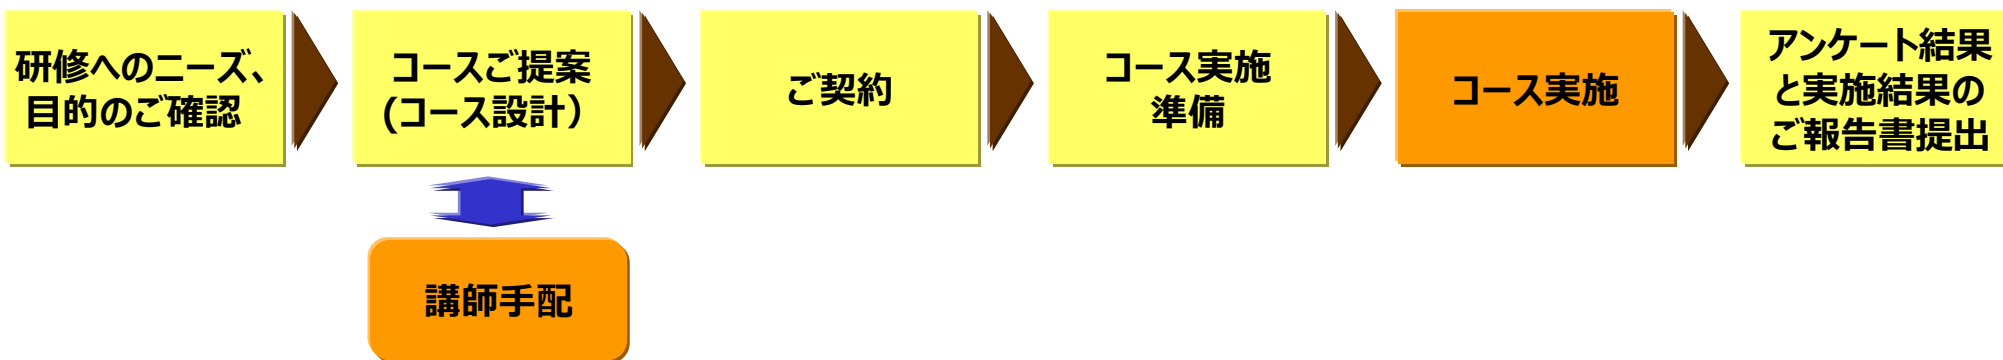 研修へのニーズ、
目的のご確認
コースご提案
(コース設計）
ご契約
コース実施
準備
コース実施
アンケート結果
と実施結果の
ご報告書提出
講師手配